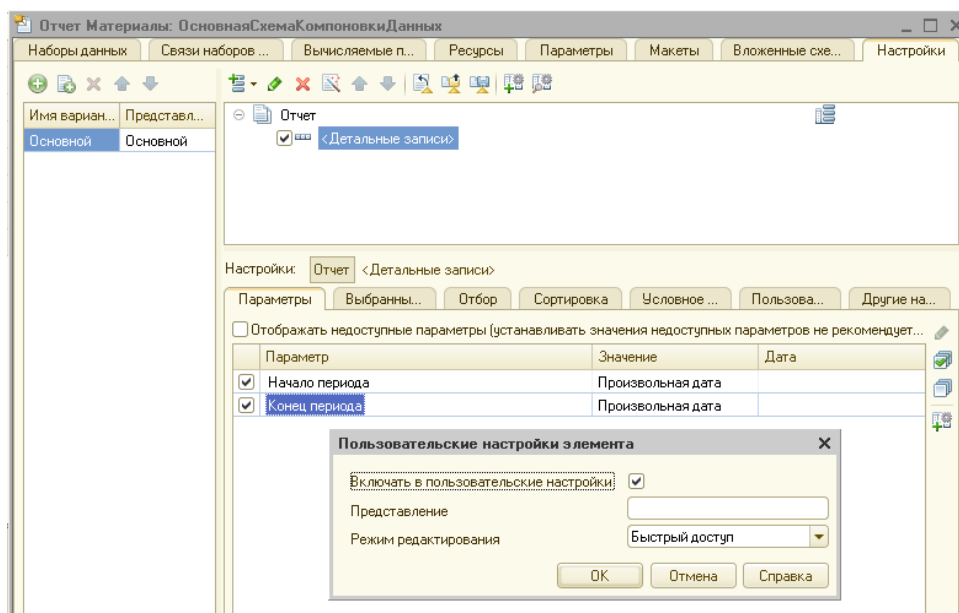 Отчет Материалы: ОсновнаяСхемаКомпоновкиДанных
Наборы данных Связи наборов ... Вычисляемые п... Ресурсы Параметры Макеты Вложенные схе... Настройки
Имя вариан... Представл...
Основной Основной
Отчет
<Детальные записи>
Настройки: Отчет <Детальные записи>
Параметры Выбранны... Отбор Сортировка Условное ... Пользова... Другие на...
Отображать недоступные параметры (устанавливать значения недоступных параметров не рекомендует...
Параметр Значение Дата
Начало периода Произвольная дата
Конец периода Произвольная дата
Пользовательские настройки элемента
Включать в пользовательские настройки
Представление
Режим редактирования Быстрый доступ
OK Отмена Справка